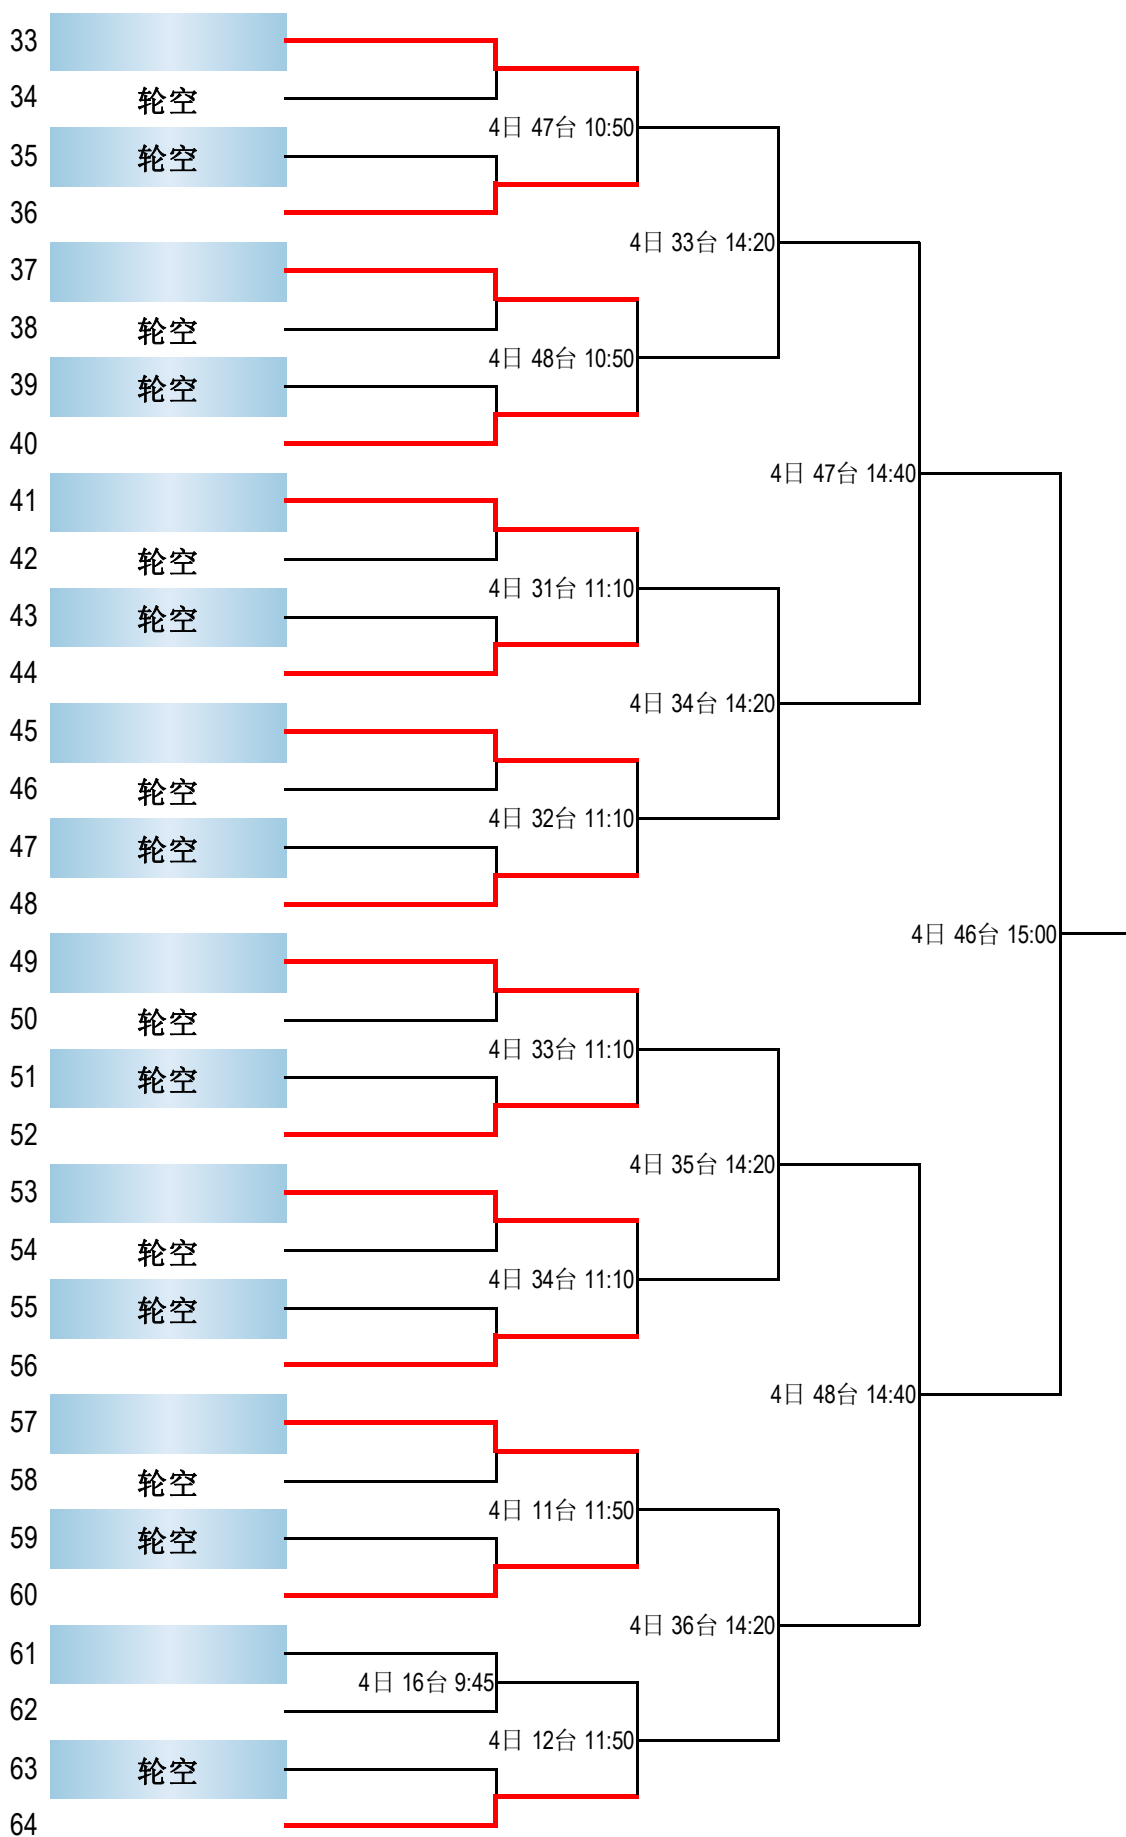 33
34 轮空
4日 47台 10:50
35 轮空
36
4日 33台 14:20
37
38 轮空
4日 48台 10:50
39 轮空
40
4日 47台 14:40
41
42 轮空
4日 31台 11:10
43 轮空
44
4日 34台 14:20
45
46 轮空
4日 32台 11:10
47 轮空
48
4日 46台 15:00
49
50 轮空
4日 33台 11:10
51 轮空
52
4日 35台 14:20
53
54 轮空
4日 34台 11:10
55 轮空
56
4日 48台 14:40
57
58 轮空
4日 11台 11:50
59 轮空
60
4日 36台 14:20
61
4日 16台 9:45
62
4日 12台 11:50
63 轮空
64